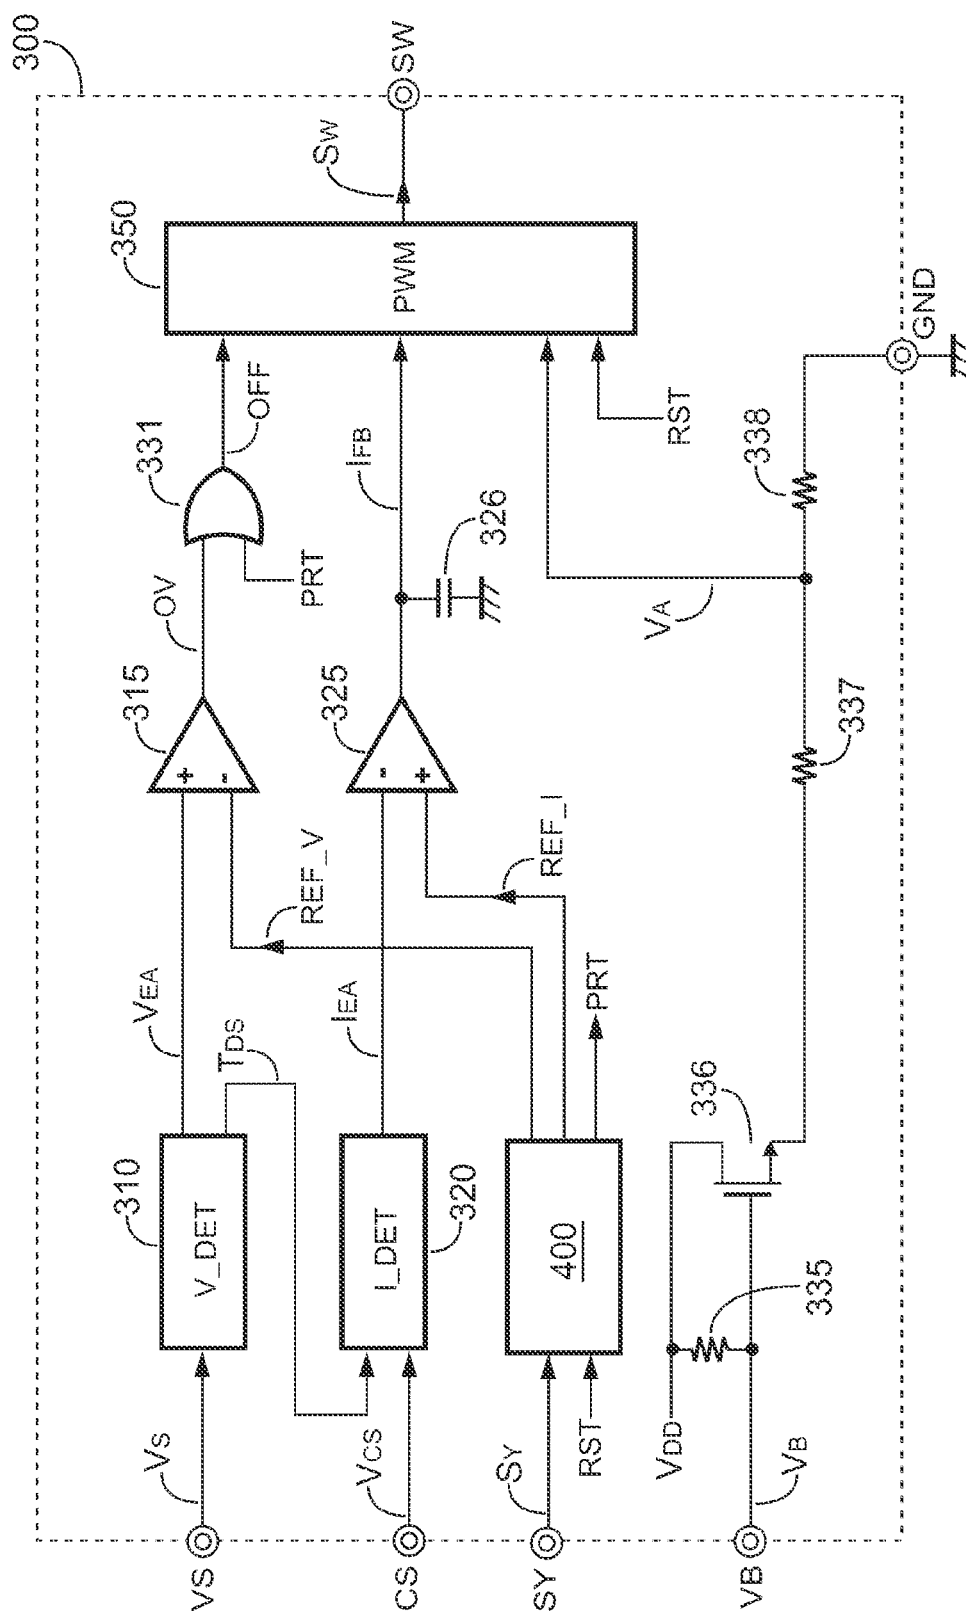 300
VS
VS
310
V_DET
VEA
TDS
315
+
-
OV
331
PRT
OFF
350
PWM
SW
SW
CS
VCS
I_DET
320
IEA
REF_V
325
-
+
326
IFB
SY
SY
RST
400
REF_I
PRT
VA
RST
VB
VB
VDD
335
336
337
338
GND